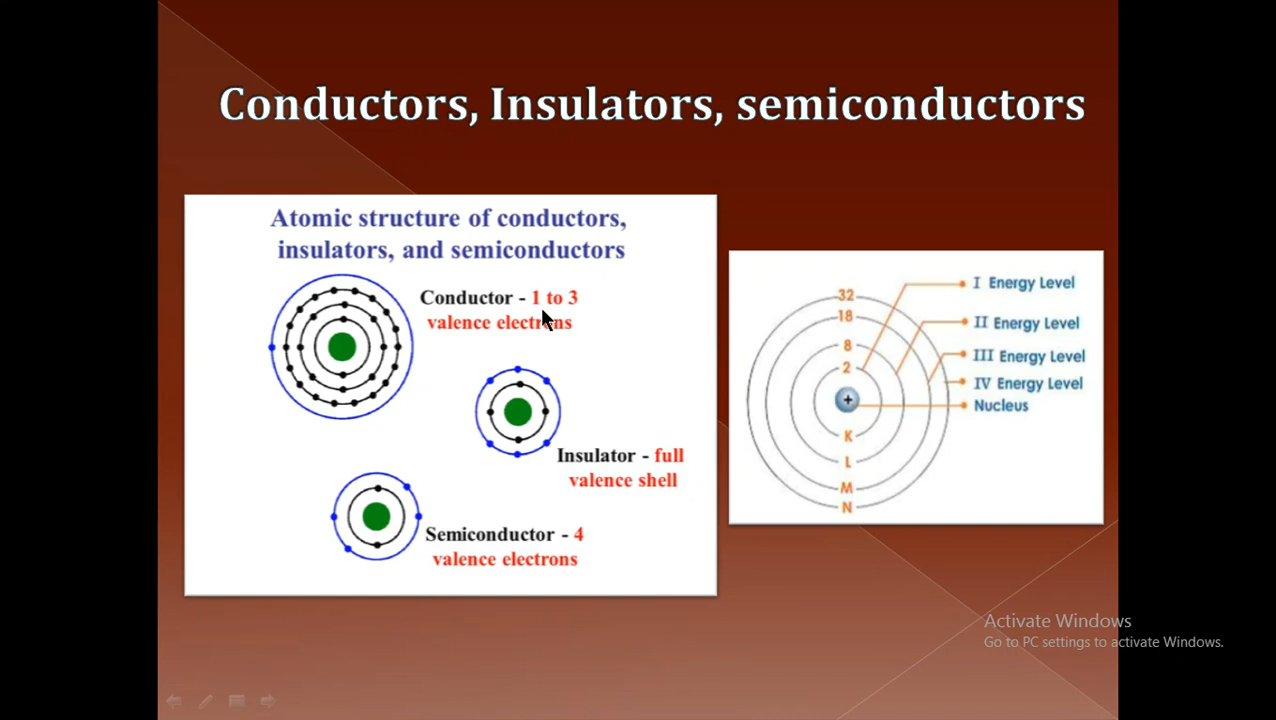 Conductors, Insulators, semiconductors
Atomic structure of conductors,
insulators, and semiconductors
Conductor - 1 to 3
valence electrons
Insulator - full
valence shell
Semiconductor - 4
valence electrons
32
18
8
2
K
L
M
N
I Energy Level
II Energy Level
III Energy Level
IV Energy Level
Nucleus
+
Activate Windows
Go to PC settings to activate Windows.